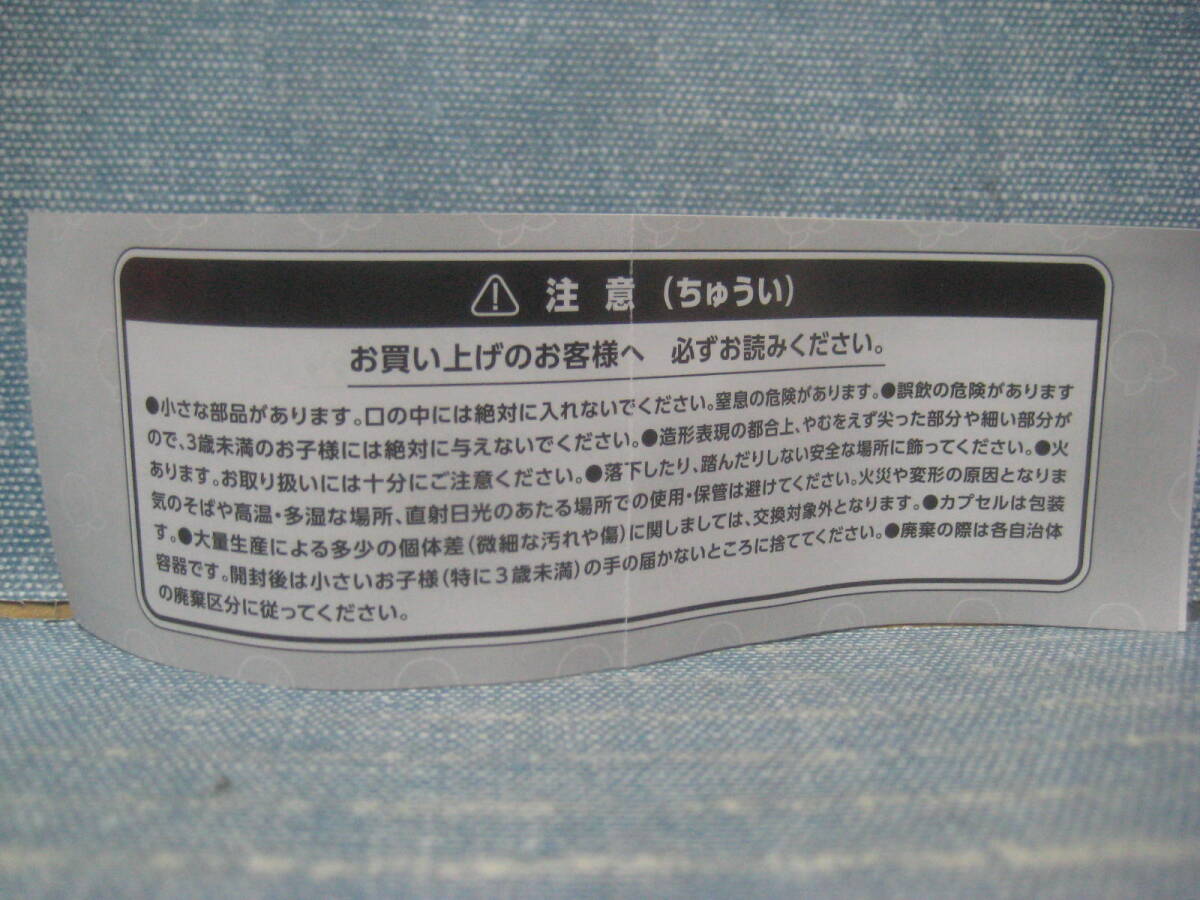 注意(ちゅうい)
お買い上げのお客様へ 必ずお読みください。
●小さな部品があります。口の中には絶対に入れないでください。窒息の危険があります。●誤飲の危険があります
ので、3歳未満のお子様には絶対に与えないでください。●造形表現の都合上、やむをえず尖った部分や細い部分が
あります。お取り扱いには十分にご注意ください。●落下したり、踏んだりしない安全な場所に飾ってください。●火
気のそばや高温・多湿な場所、直射日光のあたる場所での使用・保管は避けてください。火災や変形の原因となりま
す。●大量生産による多少の個体差(微細な汚れや傷)に関しましては、交換対象外となります。●カプセルは包装
容器です。開封後は小さいお子様(特に3歳未満)の手の届かないところに捨ててください。●廃棄の際は各自治体
の廃棄区分に従ってください。